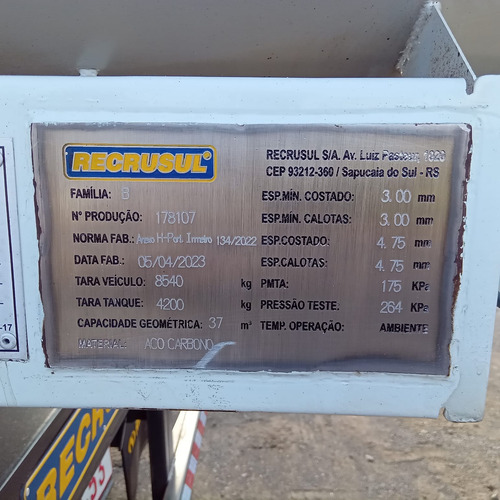 RECRUSUL
RECRUSUL S/A. Av. Luiz Pasteur, 1020
CEP 93212-360 / Sapucaia do Sul - RS
FAMÍLIA: B
Nº PRODUÇÃO: 178107
NORMA FAB.: Anexo H-Port. Inmetro 134/2022
DATA FAB.: 05/04/2023
TARA VEÍCULO: 8540 kg
TARA TANQUE: 4200 kg
CAPACIDADE GEOMÉTRICA: 37 m³
MATERIAL: ACO CARBONO
ESP.MÍN. COSTADO: 3.00 mm
ESP.MÍN. CALOTAS: 3.00 mm
ESP.COSTADO: 4.75 mm
ESP.CALOTAS: 4.75 mm
PMTA: 175 KPa
PRESSÃO TESTE: 264 KPa
TEMP. OPERAÇÃO: AMBIENTE
-17
RECR